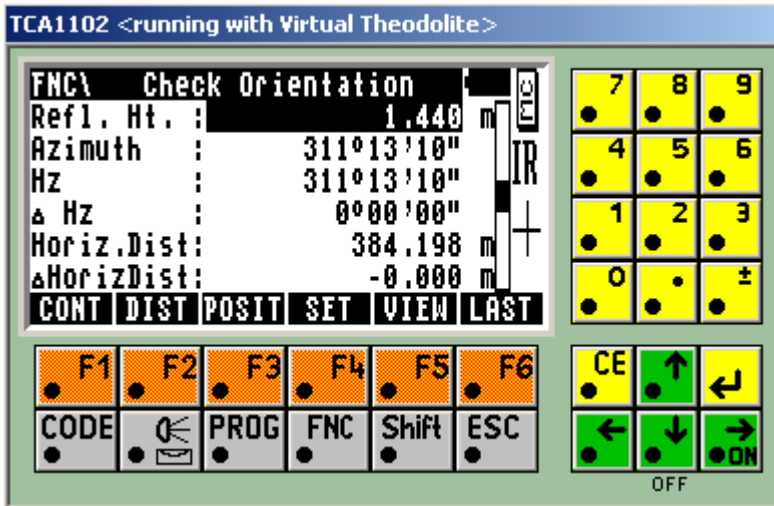 TCA1102 <running with Virtual Theodolite>
FNC\ Check Orientation
Refl. Ht. : 1.440 m
Azimuth : 311°13'10"
Hz : 311°13'10"
▵ Hz : 0°00'00"
Horiz.Dist: 384.198 m
▵HorizDist: -0.000 m
CONT DIST POSIT SET VIEW LAST
MC
IR
7 8 9
4 5 6
1 2 3
0 . ±
F1 F2 F3 F4 F5 F6
CODE PROG FNC Shift ESC
CE
ON
OFF